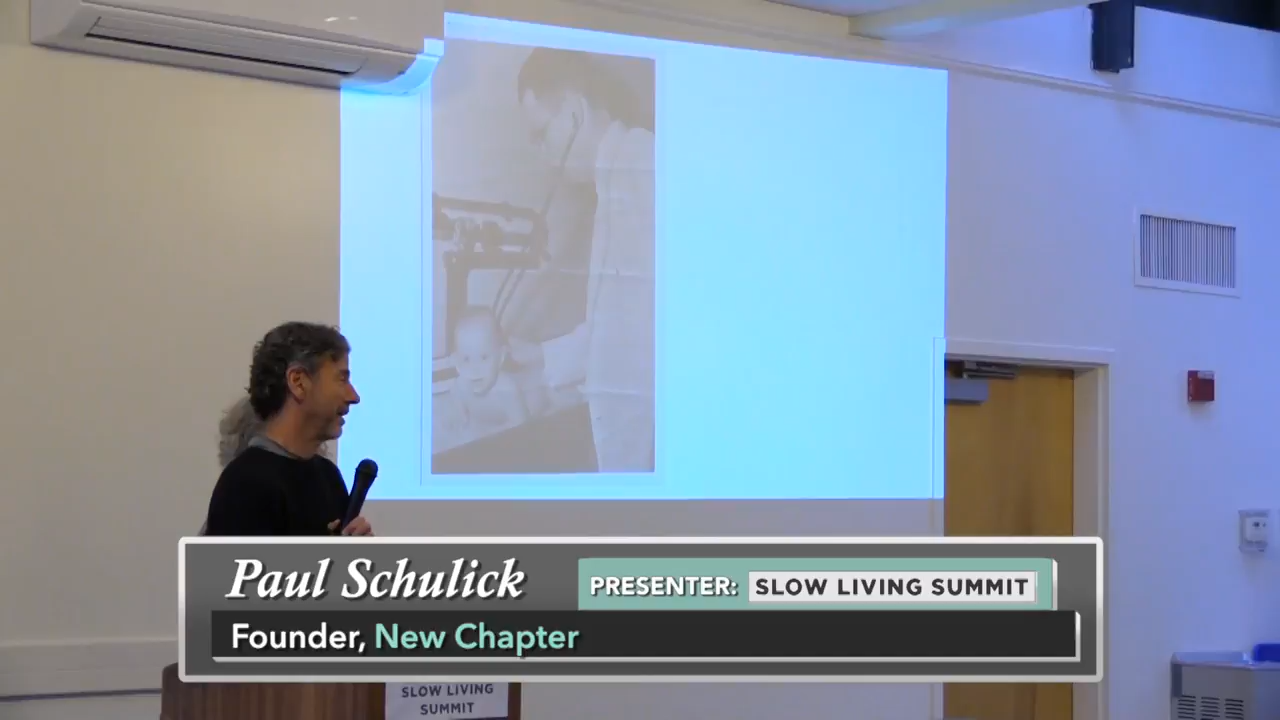 Paul Schulick
PRESENTER: SLOW LIVING SUMMIT
Founder, New Chapter
SLOW LIVING
SUMMIT